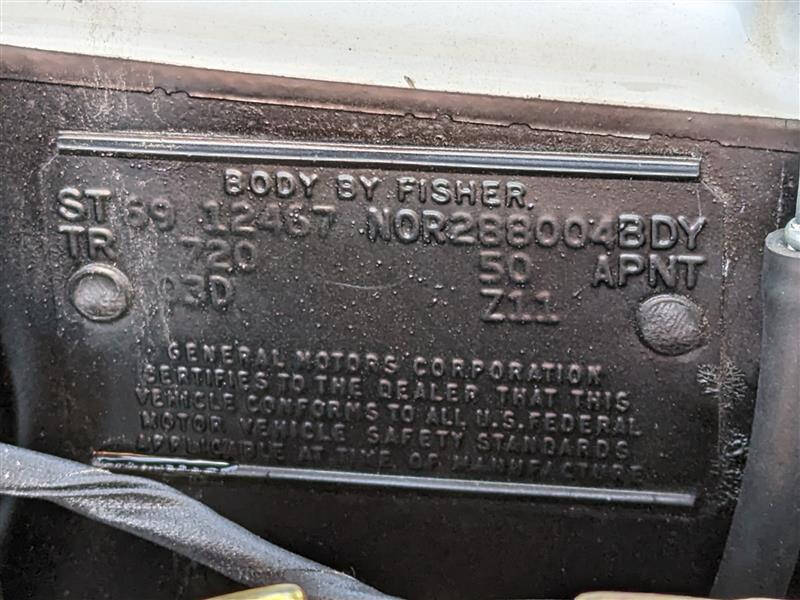 BODY BY FISHER.
ST 69 12467 NOR288004BDY
TR 720 50 APNT
03D Z11
GENERAL MOTORS CORPORATION
CERTIFIES TO THE DEALER THAT THIS
VEHICLE CONFORMS TO ALL U.S. FEDERAL
MOTOR VEHICLE SAFETY STANDARDS
APPLICABLE AT TIME OF MANUFACTURE